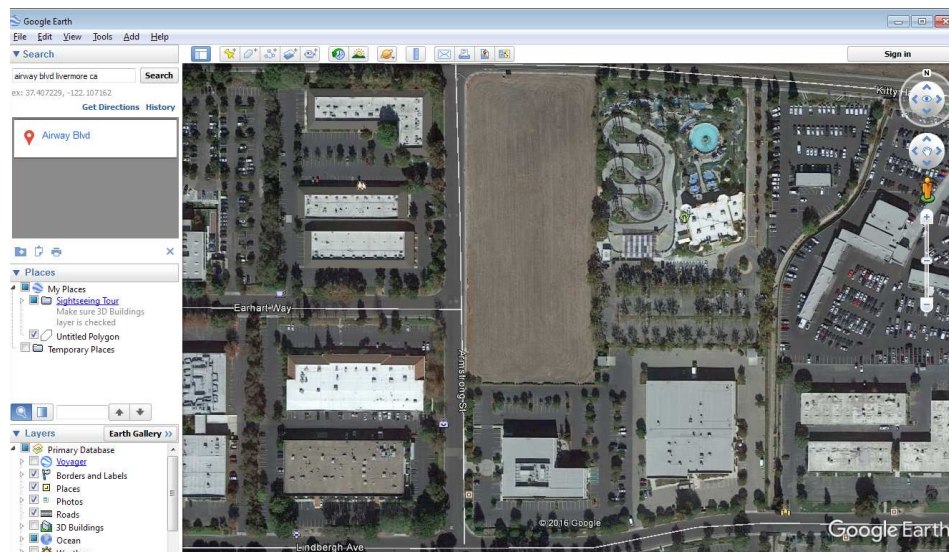 Google Earth
File Edit View Tools Add Help
Search
Sign in
airway blvd livermore ca Search
ex: 37.407229, -122.107162
Get Directions History
Airway Blvd
Places
My Places
Sightseeing Tour
Make sure 3D Buildings
layer is checked
Untitled Polygon
Temporary Places
Layers Earth Gallery >>
Primary Database
Voyager
Borders and Labels
Places
Photos
Roads
3D Buildings
Ocean
N
Kitty
Earhart Way
Armstrong St
Lindbergh Ave
© 2016 Google
Google Earth